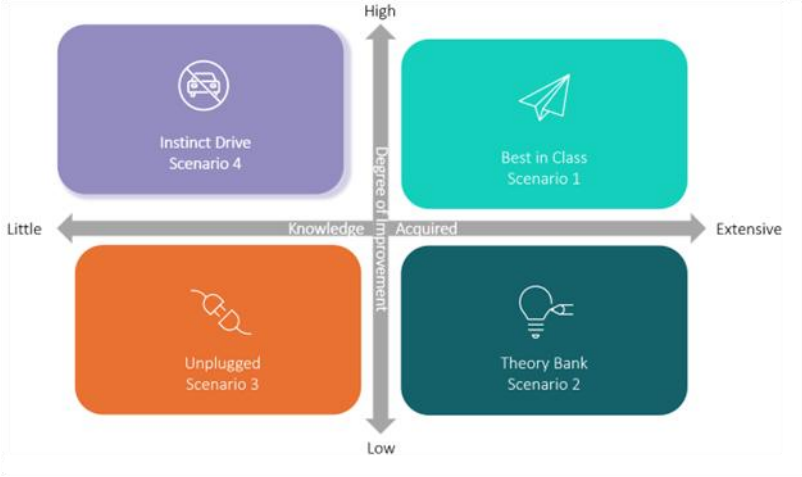 High
Instinct Drive
Scenario 4
Best in Class
Scenario 1
Degree of Improvement
Little
Knowledge Acquired
Extensive
Unplugged
Scenario 3
Theory Bank
Scenario 2
Low